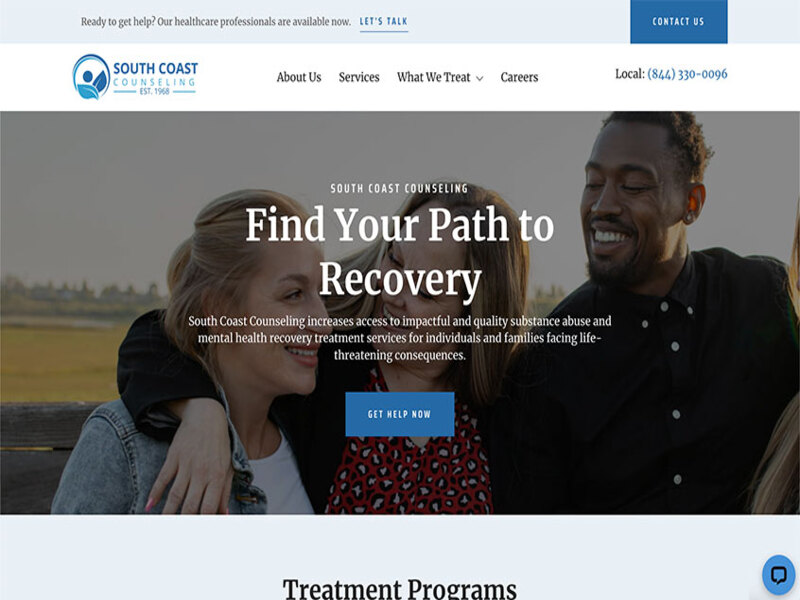 Ready to get help? Our healthcare professionals are available now. LET'S TALK
CONTACT US
SOUTH COAST
COUNSELING
EST. 1968
About Us Services What We Treat Careers
Local: (844) 330-0096
SOUTH COAST COUNSELING
Find Your Path to
Recovery
South Coast Counseling increases access to impactful and quality substance abuse and
mental health recovery treatment services for individuals and families facing life-
threatening consequences.
GET HELP NOW
Treatment Programs